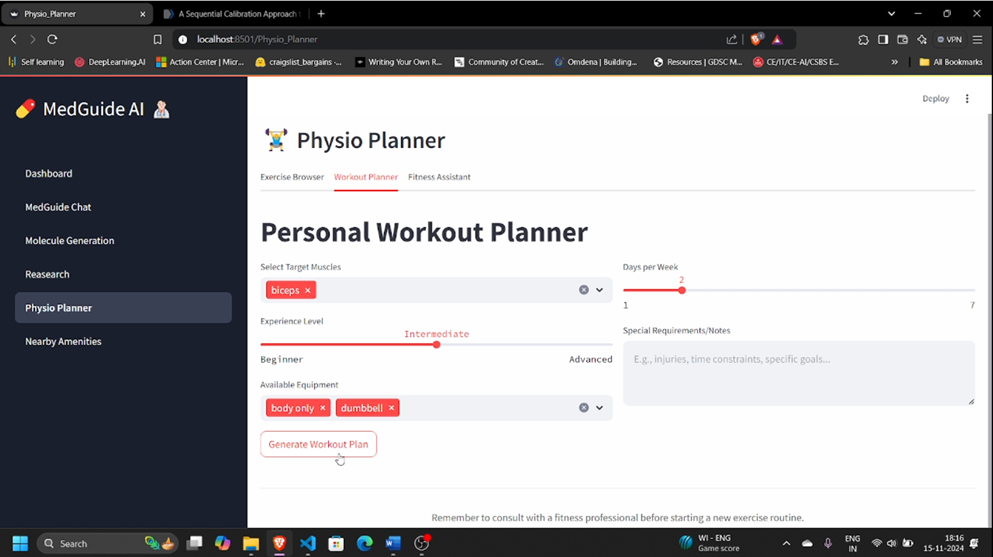 Physio_Planner
A Sequential Calibration Approach
localhost:8501/Physio_Planner
VPN
Self learning
DeepLearning.AI
Action Center | Micr...
craigslist_bargains -...
Writing Your Own R...
Community of Creat...
Omdena | Building...
Resources | GDSC M...
CE/IT/CE-AI/CSBS E...
»
All Bookmarks
MedGuide AI
Deploy
Dashboard
MedGuide Chat
Molecule Generation
Reasearch
Physio Planner
Nearby Amenities
Physio Planner
Exercise Browser Workout Planner Fitness Assistant
Personal Workout Planner
Select Target Muscles
biceps ×
Experience Level
Intermediate
Beginner Advanced
Available Equipment
body only × dumbbell ×
Generate Workout Plan
Days per Week
2
1 7
Special Requirements/Notes
E.g., injuries, time constraints, specific goals...
Remember to consult with a fitness professional before starting a new exercise routine.
Search
WI - ENG
Game score
ENG
IN
18:16
15-11-2024